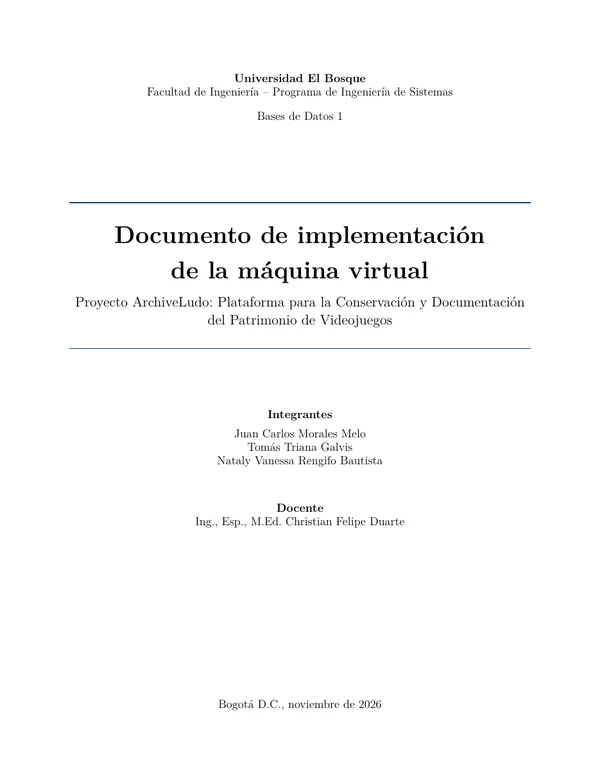 Universidad El Bosque
Facultad de Ingeniería – Programa de Ingeniería de Sistemas
Bases de Datos 1
Documento de implementación
de la máquina virtual
Proyecto ArchiveLudo: Plataforma para la Conservación y Documentación
del Patrimonio de Videojuegos
Integrantes
Juan Carlos Morales Melo
Tomás Triana Galvis
Nataly Vanessa Rengifo Bautista
Docente
Ing., Esp., M.Ed. Christian Felipe Duarte
Bogotá D.C., noviembre de 2026